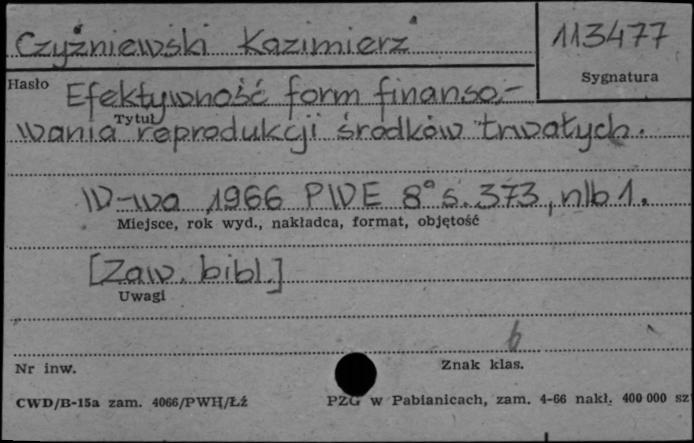 Czyżniewski Kazimierz
113477
Hasło
Sygnatura
Efektywność form finanso-
Tytuł
wania reprodukcji środków trwałych.
W-wa 1966 PWE 8° s. 373, nlb 1.
Miejsce, rok wyd., nakładca, format, objętość
[Zaw. bibl.]
Uwagi
6
Nr inw.
Znak klas.
CWD/B-15a zam. 4066/PWH/Łź
PZG w Pabianicach, zam. 4-66 nakł. 400 000 sz